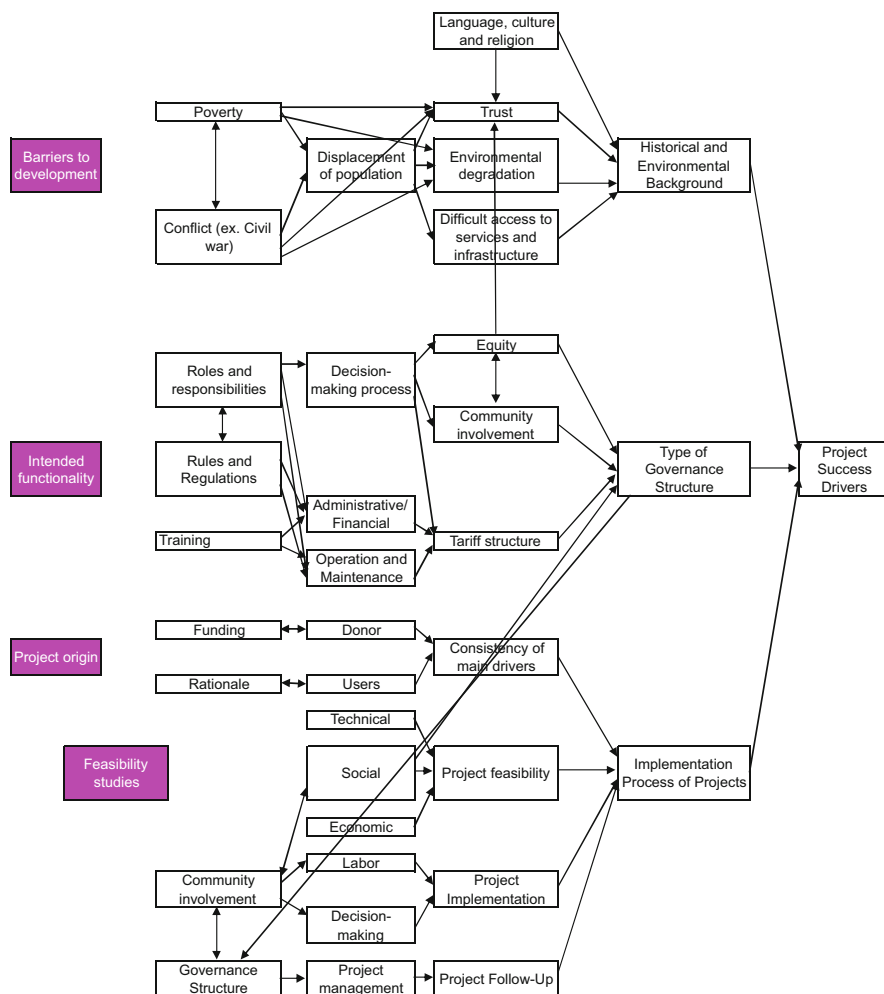 Language, culture
and religion
Poverty
Trust
Barriers to
development
Displacement
of population
Environmental
degradation
Historical and
Environmental
Background
Conflict (ex. Civil
war)
Difficult access to
services and
infrastructure
Equity
Roles and
responsibilities
Decision-
making process
Community
involvement
Intended
functionality
Rules and
Regulations
Type of
Governance
Structure
Project
Success
Drivers
Administrative/
Financial
Training
Tariff structure
Operation and
Maintenance
Funding
Donor
Project origin
Consistency of
main drivers
Rationale
Users
Technical
Feasibility
studies
Social
Project feasibility
Implementation
Process of Projects
Economic
Labor
Community
involvement
Project
Implementation
Decision-
making
Governance
Structure
Project
management
Project Follow-Up